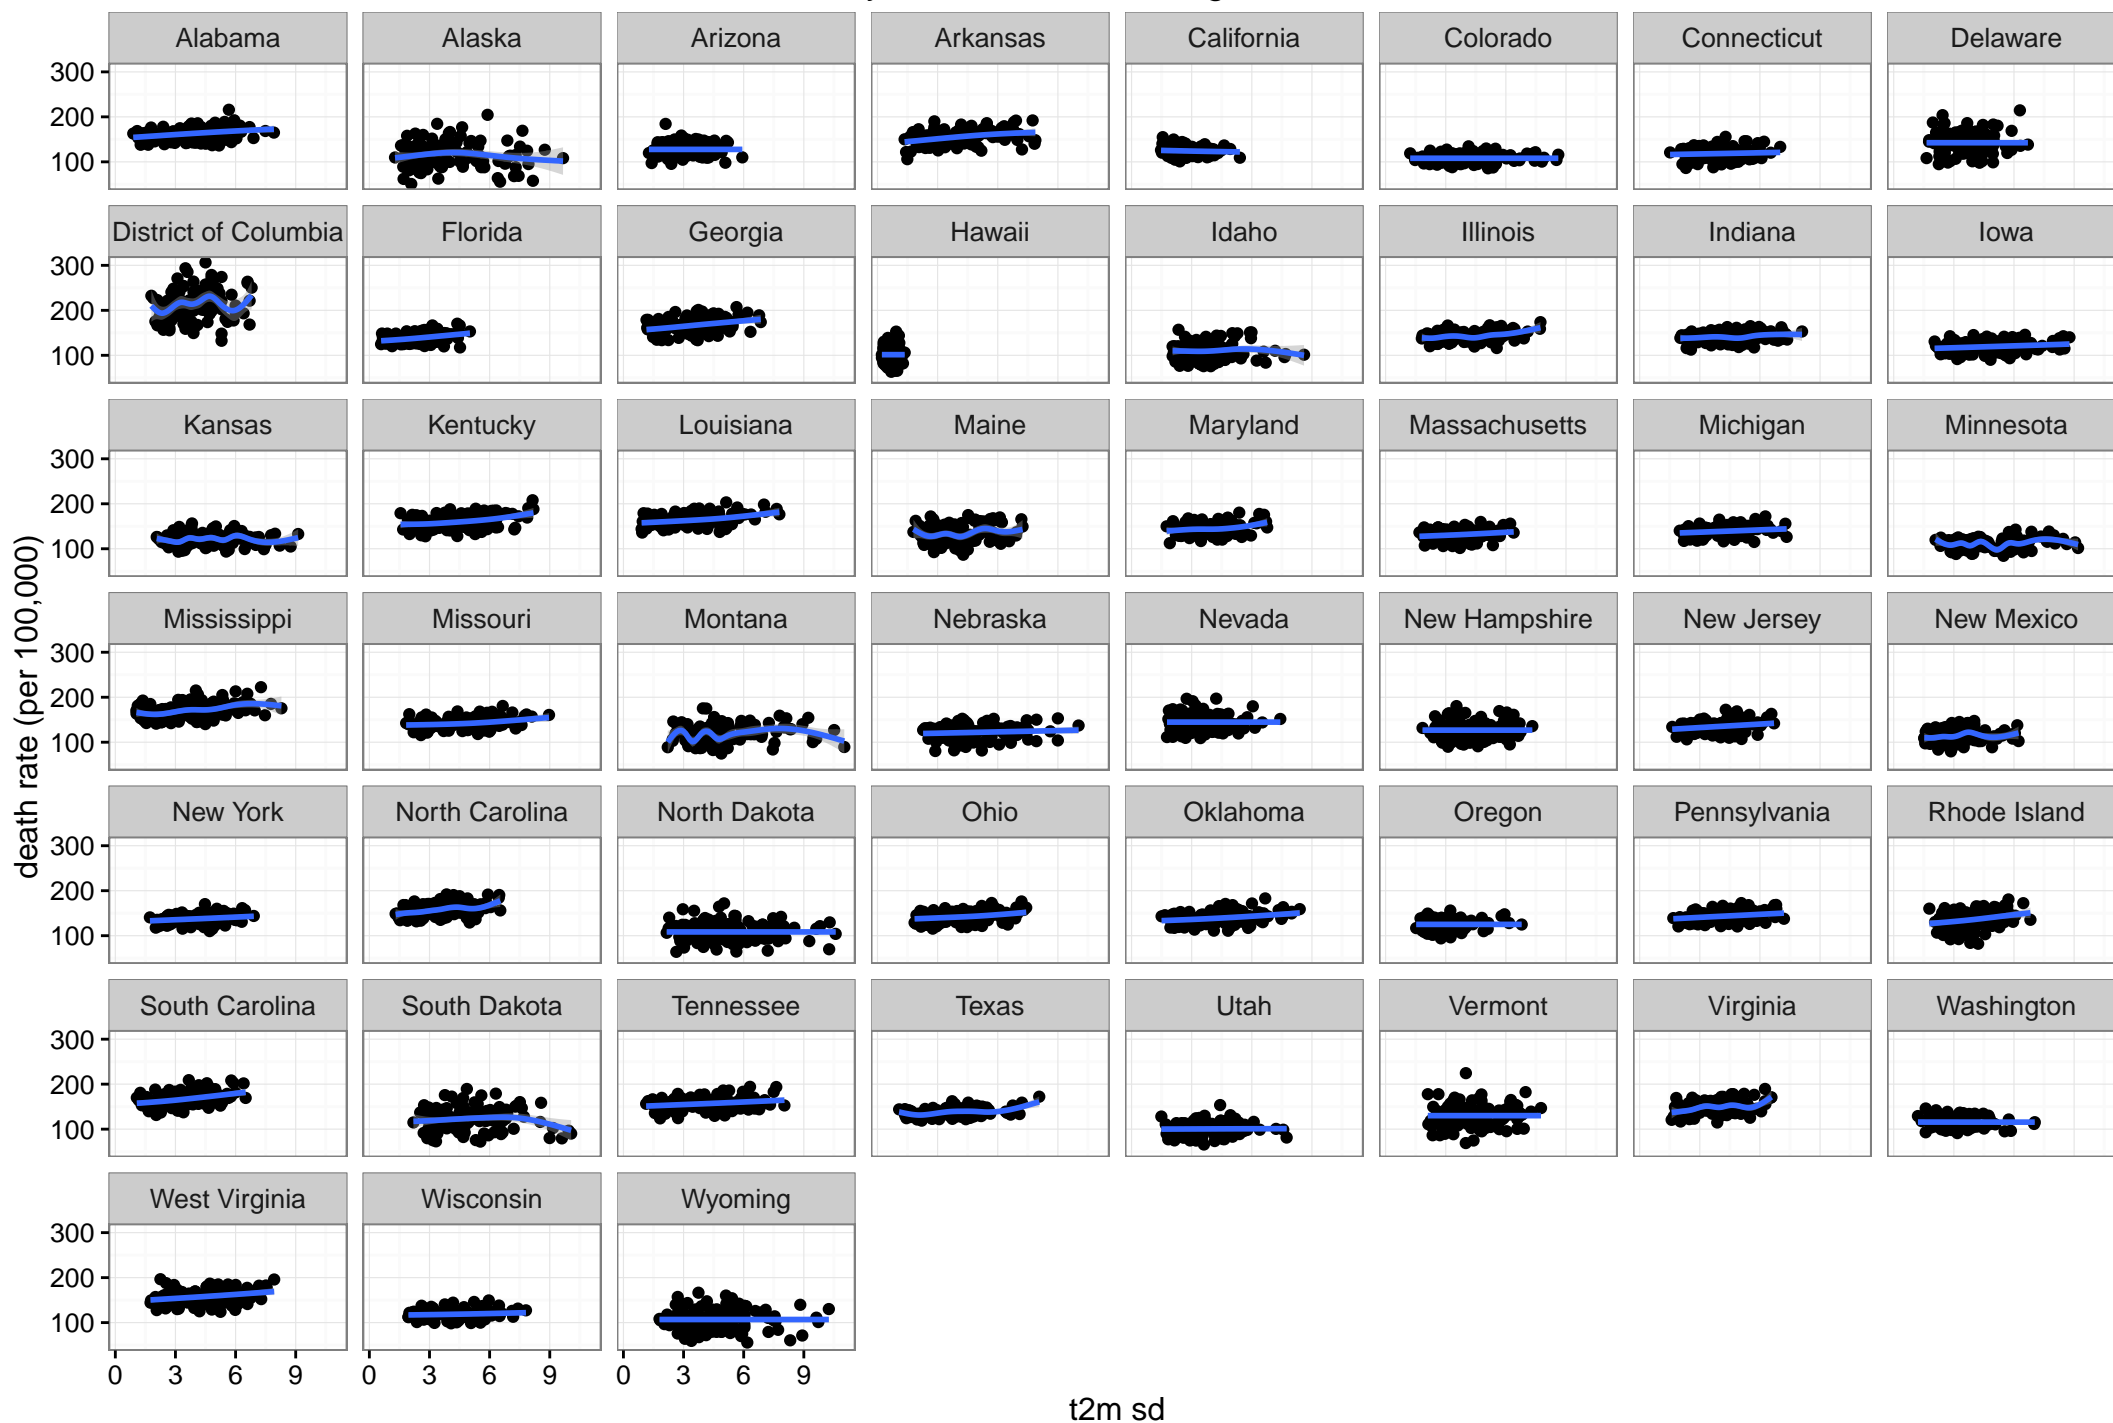 Alabama Alaska Arizona Arkansas California Colorado Connecticut Delaware
300
200
100
District of Columbia Florida Georgia Hawaii Idaho Illinois Indiana Iowa
300
200
100
Kansas Kentucky Louisiana Maine Maryland Massachusetts Michigan Minnesota
300
200
100
death rate (per 100,000)
Mississippi Missouri Montana Nebraska Nevada New Hampshire New Jersey New Mexico
300
200
100
New York North Carolina North Dakota Ohio Oklahoma Oregon Pennsylvania Rhode Island
300
200
100
South Carolina South Dakota Tennessee Texas Utah Vermont Virginia Washington
300
200
100
West Virginia Wisconsin Wyoming
300
200
100
0 3 6 9 0 3 6 9 0 3 6 9
t2m sd